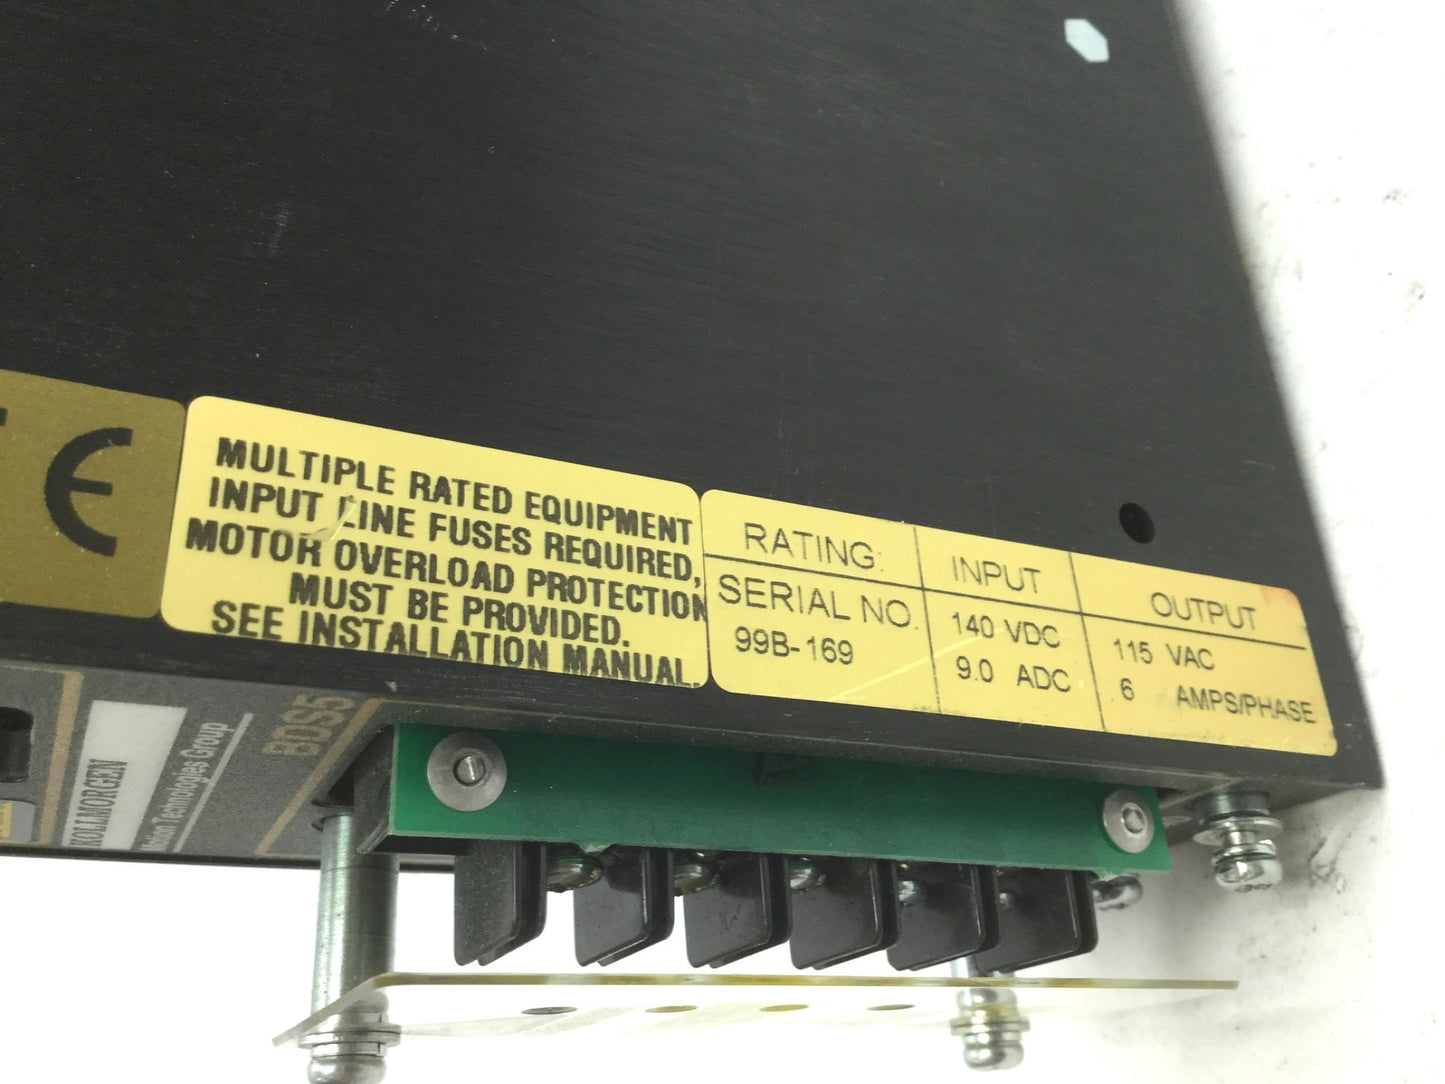 CE
MULTIPLE RATED EQUIPMENT
INPUT LINE FUSES REQUIRED,
MOTOR OVERLOAD PROTECTION
MUST BE PROVIDED.
SEE INSTALLATION MANUAL.
RATING:
SERIAL NO.
99B-169
INPUT
140 VDC
9.0 ADC
OUTPUT
115 VAC
6 AMPS/PHASE
KOLLMORGEN
Motion Technologies Group
BDS5